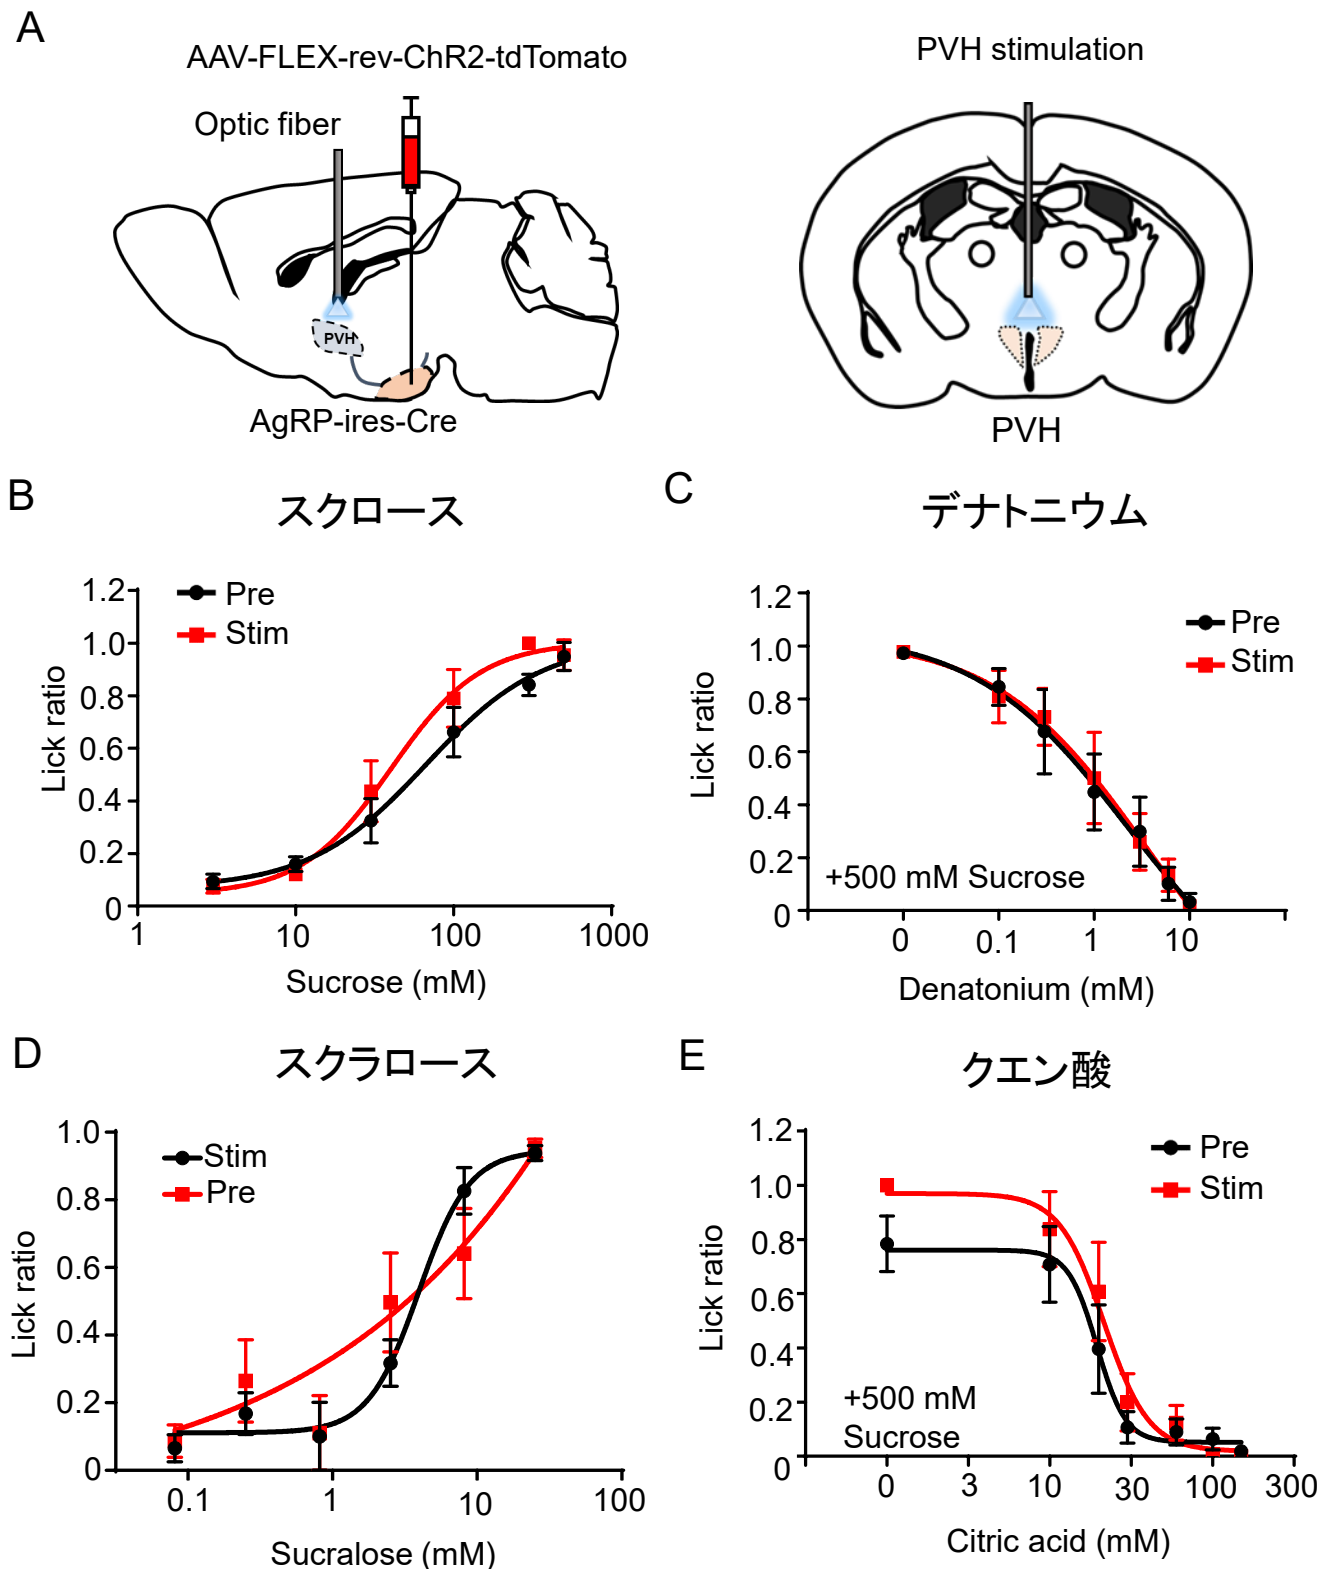 A
AAV-FLEX-rev-ChR2-tdTomato
Optic fiber
PVH
AgRP-ires-Cre
PVH stimulation
PVH
B
スクロース
1.2
1.0
0.8
0.6
0.4
0.2
0
Lick ratio
Pre
Stim
1 10 100 1000
Sucrose (mM)
C
デナトニウム
1.2
1.0
0.8
0.6
0.4
0.2
0
Lick ratio
Pre
Stim
+500 mM Sucrose
0 0.1 1 10
Denatonium (mM)
D
スクラロース
1.0
0.8
0.6
0.4
0.2
0
Lick ratio
Stim
Pre
0.1 1 10 100
Sucralose (mM)
E
クエン酸
1.2
1.0
0.8
0.6
0.4
0.2
0
Lick ratio
Pre
Stim
+500 mM
Sucrose
0 3 10 30 100 300
Citric acid (mM)